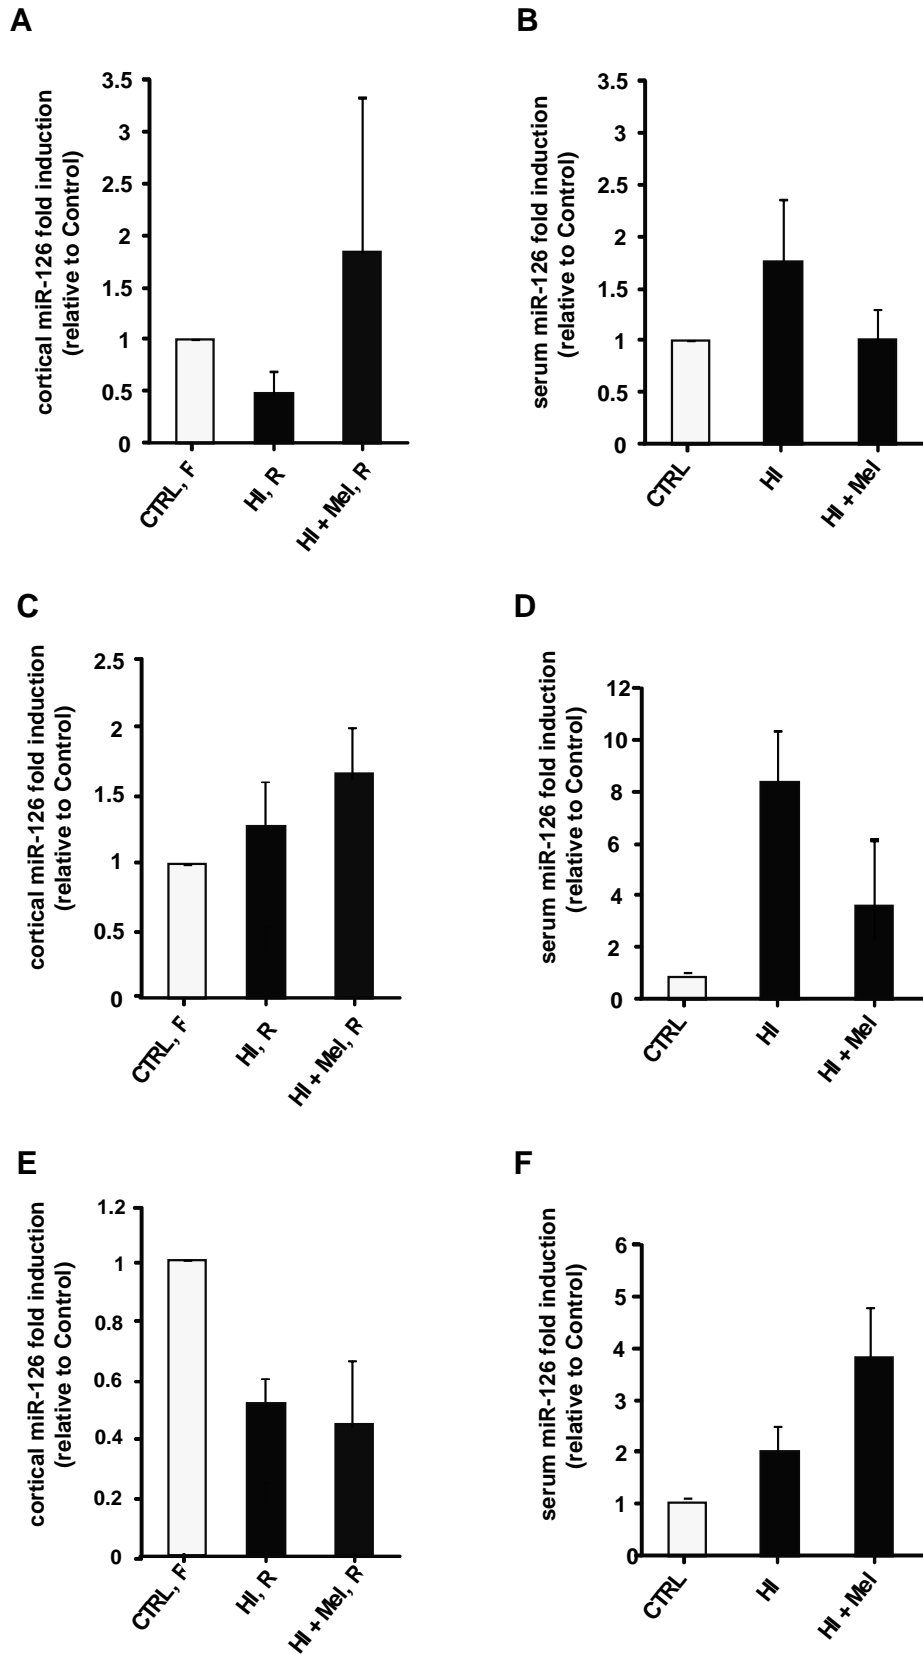 A
cortical miR-126 fold induction
(relative to Control)
3.5
3
2.5
2
1.5
1
0.5
0
CTRL, F
HI, R
HI + Mel, R
B
serum miR-126 fold induction
(relative to Control)
3.5
3
2.5
2
1.5
1
0.5
0
CTRL
HI
HI + Mel
C
cortical miR-126 fold induction
(relative to Control)
2.5
2
1.5
1
0.5
0
CTRL, F
HI, R
HI + Mel, R
D
serum miR-126 fold induction
(relative to Control)
12
10
8
6
4
2
0
CTRL
HI
HI + Mel
E
cortical miR-126 fold induction
(relative to Control)
1.2
1
0.8
0.6
0.4
0.2
0
CTRL, F
HI, R
HI + Mel, R
F
serum miR-126 fold induction
(relative to Control)
6
5
4
3
2
1
0
CTRL
HI
HI + Mel